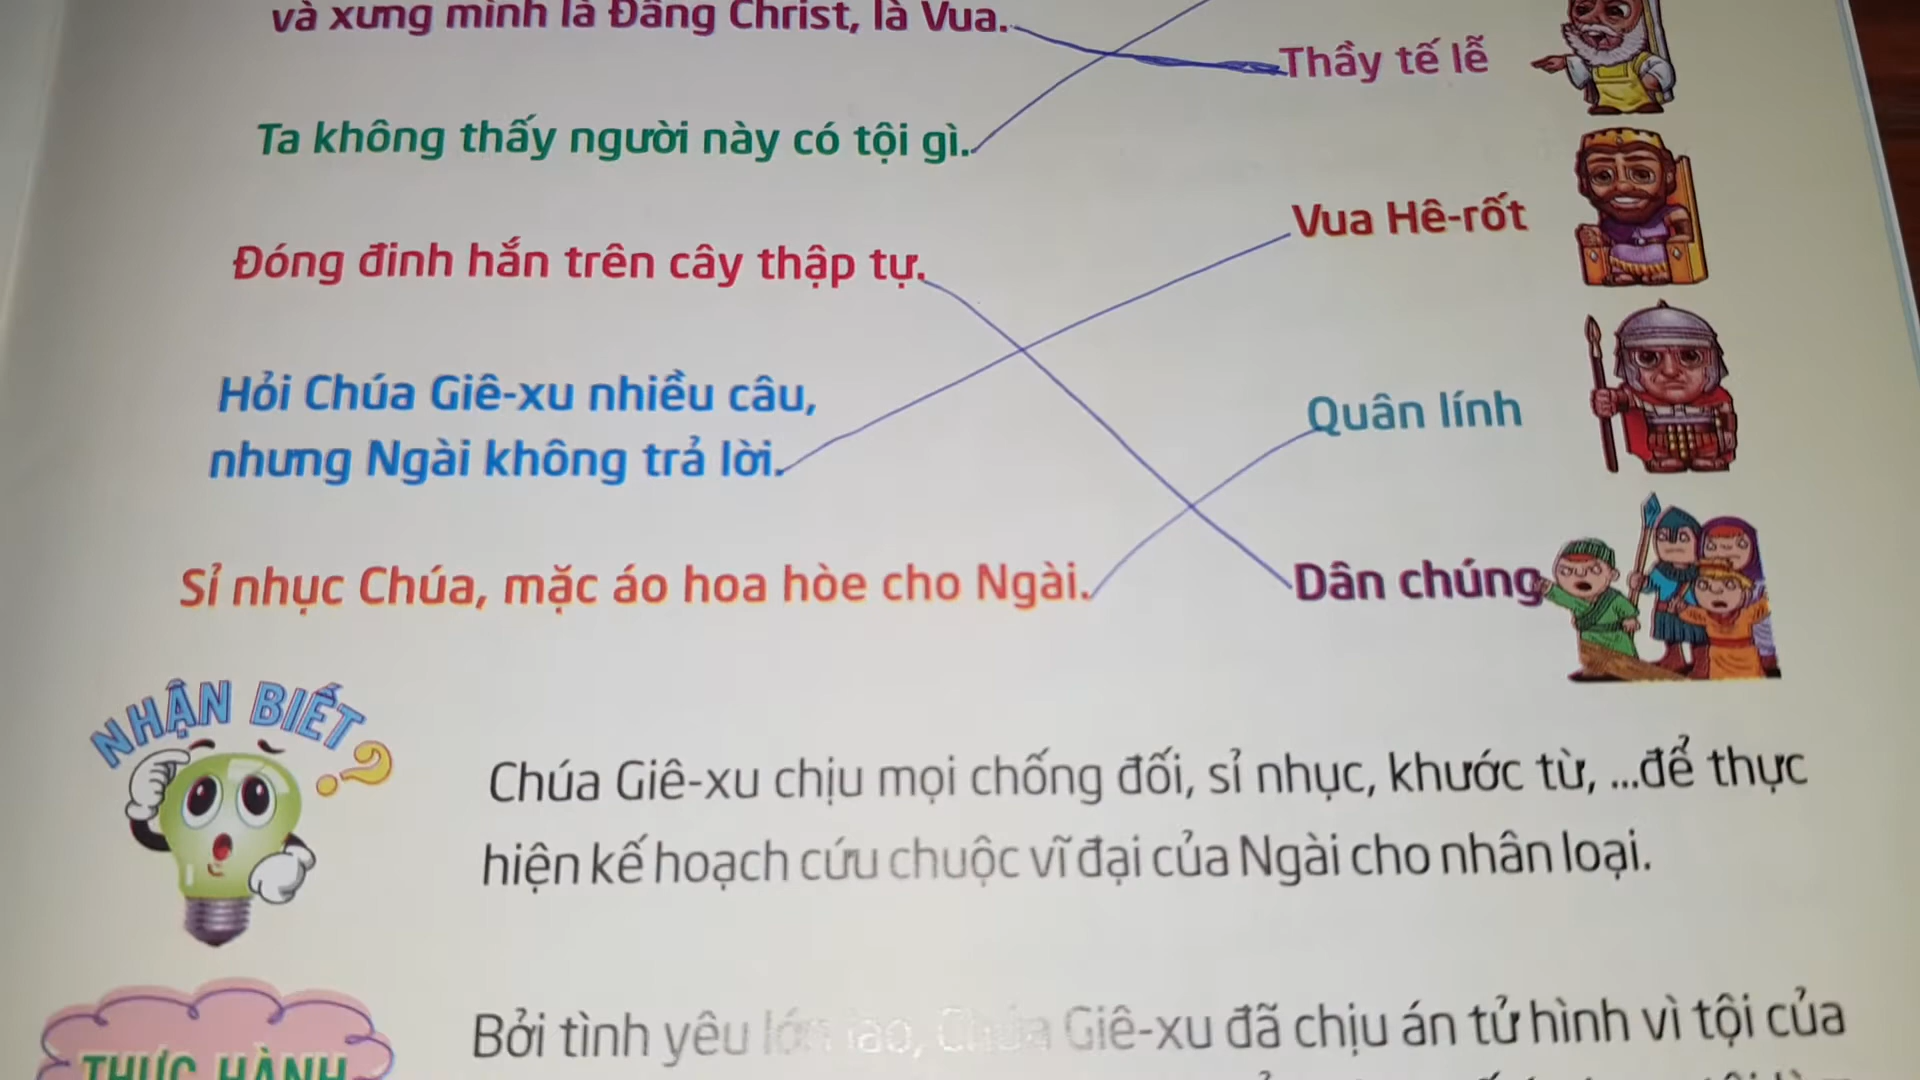 và xưng mình là Đấng Christ, là Vua.
Thầy tế lễ
Ta không thấy người này có tội gì.
Vua Hê-rốt
Đóng đinh hắn trên cây thập tự.
Hỏi Chúa Giê-xu nhiều câu,
nhưng Ngài không trả lời.
Quân lính
Sỉ nhục Chúa, mặc áo hoa hòe cho Ngài.
Dân chúng
NHẬN BIẾT?
Chúa Giê-xu chịu mọi chống đối, sỉ nhục, khước từ, ...để thực
hiện kế hoạch cứu chuộc vĩ đại của Ngài cho nhân loại.
THỰC HÀNH
Bởi tình yêu lớn lao, Chúa Giê-xu đã chịu án tử hình vì tội của